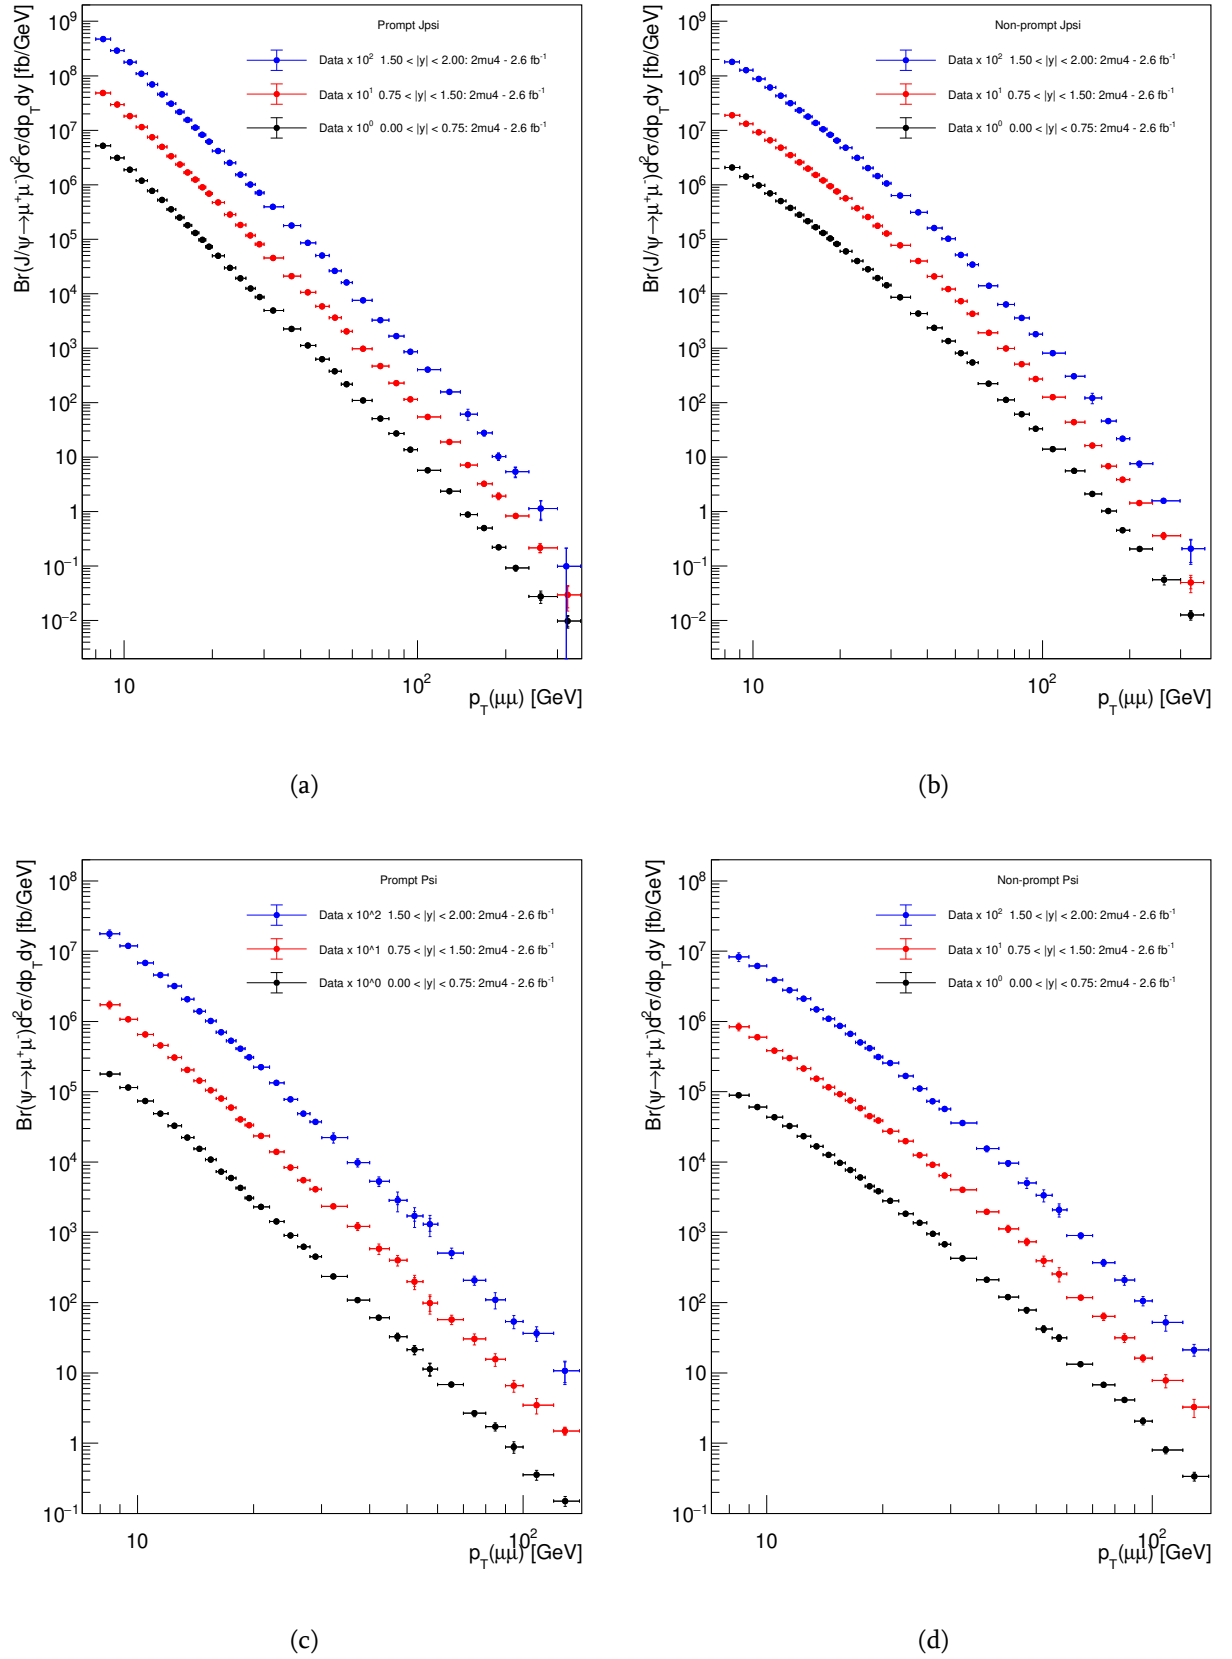 Prompt Jpsi
Data x 10² 1.50 < |y| < 2.00: 2mu4 - 2.6 fb⁻¹
Data x 10¹ 0.75 < |y| < 1.50: 2mu4 - 2.6 fb⁻¹
Data x 10⁰ 0.00 < |y| < 0.75: 2mu4 - 2.6 fb⁻¹
Br(J/ψ→μ⁺μ⁻)d²σ/dp_T dy [fb/GeV]
10⁹
10⁸
10⁷
10⁶
10⁵
10⁴
10³
10²
10
1
10⁻¹
10⁻²
10 10²
p_T(μμ) [GeV]
(a)
Non-prompt Jpsi
Data x 10² 1.50 < |y| < 2.00: 2mu4 - 2.6 fb⁻¹
Data x 10¹ 0.75 < |y| < 1.50: 2mu4 - 2.6 fb⁻¹
Data x 10⁰ 0.00 < |y| < 0.75: 2mu4 - 2.6 fb⁻¹
Br(J/ψ→μ⁺μ⁻)d²σ/dp_T dy [fb/GeV]
10⁹
10⁸
10⁷
10⁶
10⁵
10⁴
10³
10²
10
1
10⁻¹
10⁻²
10 10²
p_T(μμ) [GeV]
(b)
Prompt Psi
Data x 10^2 1.50 < |y| < 2.00: 2mu4 - 2.6 fb⁻¹
Data x 10^1 0.75 < |y| < 1.50: 2mu4 - 2.6 fb⁻¹
Data x 10^0 0.00 < |y| < 0.75: 2mu4 - 2.6 fb⁻¹
Br(ψ→μ⁺μ⁻)d²σ/dp_T dy [fb/GeV]
10⁸
10⁷
10⁶
10⁵
10⁴
10³
10²
10
1
10⁻¹
10 10²
p_T(μμ) [GeV]
(c)
Non-prompt Psi
Data x 10² 1.50 < |y| < 2.00: 2mu4 - 2.6 fb⁻¹
Data x 10¹ 0.75 < |y| < 1.50: 2mu4 - 2.6 fb⁻¹
Data x 10⁰ 0.00 < |y| < 0.75: 2mu4 - 2.6 fb⁻¹
Br(ψ→μ⁺μ⁻)d²σ/dp_T dy [fb/GeV]
10⁸
10⁷
10⁶
10⁵
10⁴
10³
10²
10
1
10⁻¹
10 10²
p_T(μμ) [GeV]
(d)